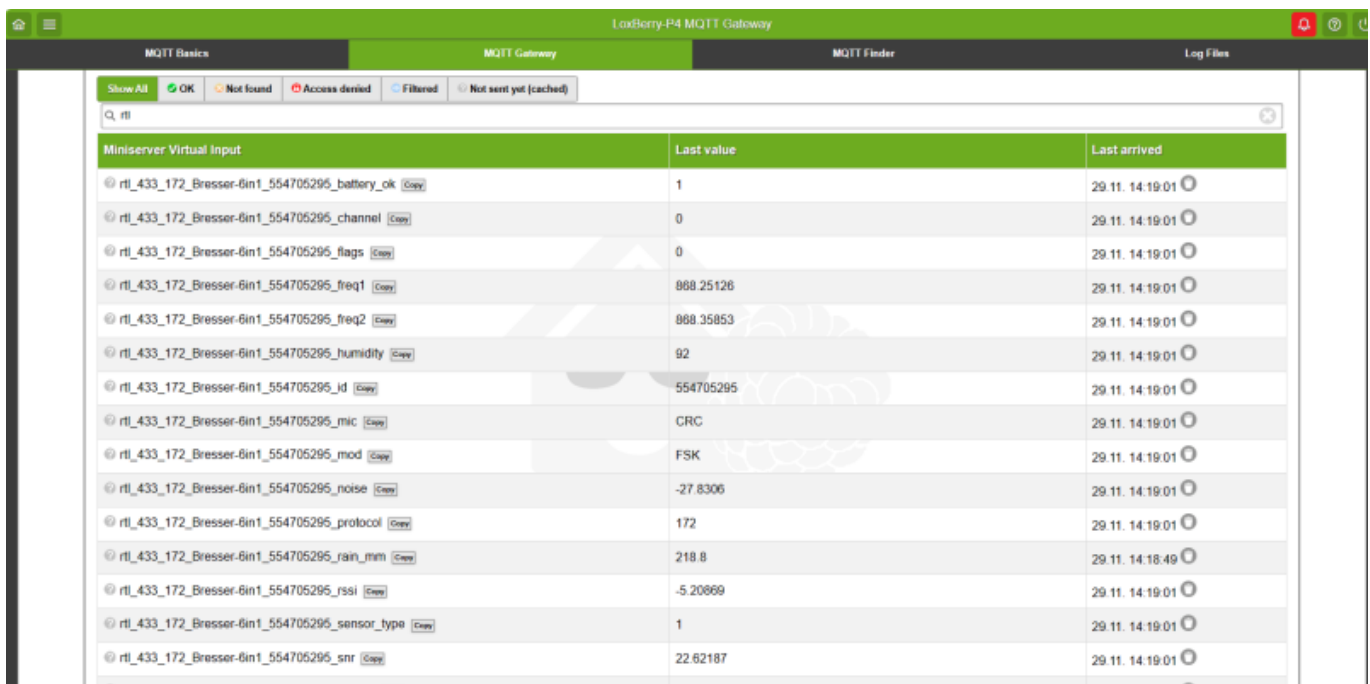 LoxBerry-P4 MQTT Gateway
MQTT Basics MQTT Gateway MQTT Finder Log Files
Show All OK Not found Access denied Filtered Not sent yet (cached)
rtl
Miniserver Virtual Input Last value Last arrived
rtl_433_172_Bresser-6in1_554705295_battery_ok Copy 1 29.11. 14:19:01
rtl_433_172_Bresser-6in1_554705295_channel Copy 0 29.11. 14:19:01
rtl_433_172_Bresser-6in1_554705295_flags Copy 0 29.11. 14:19:01
rtl_433_172_Bresser-6in1_554705295_freq1 Copy 868.25126 29.11. 14:19:01
rtl_433_172_Bresser-6in1_554705295_freq2 Copy 868.35853 29.11. 14:19:01
rtl_433_172_Bresser-6in1_554705295_humidity Copy 92 29.11. 14:19:01
rtl_433_172_Bresser-6in1_554705295_id Copy 554705295 29.11. 14:19:01
rtl_433_172_Bresser-6in1_554705295_mic Copy CRC 29.11. 14:19:01
rtl_433_172_Bresser-6in1_554705295_mod Copy FSK 29.11. 14:19:01
rtl_433_172_Bresser-6in1_554705295_noise Copy -27.8306 29.11. 14:19:01
rtl_433_172_Bresser-6in1_554705295_protocol Copy 172 29.11. 14:19:01
rtl_433_172_Bresser-6in1_554705295_rain_mm Copy 218.8 29.11. 14:18:49
rtl_433_172_Bresser-6in1_554705295_rssi Copy -5.20869 29.11. 14:19:01
rtl_433_172_Bresser-6in1_554705295_sensor_type Copy 1 29.11. 14:19:01
rtl_433_172_Bresser-6in1_554705295_snr Copy 22.62187 29.11. 14:19:01